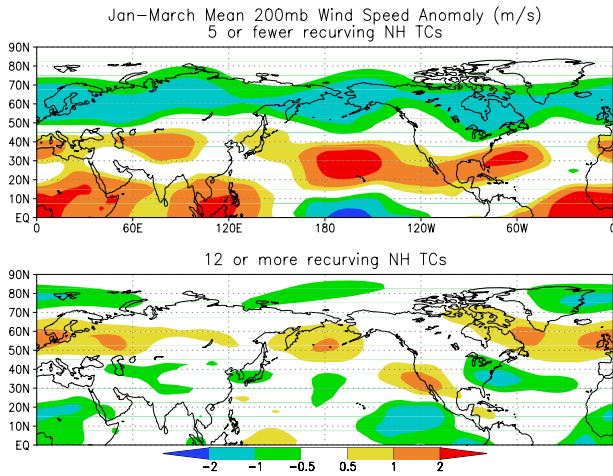 Jan-March Mean 200mb Wind Speed Anomaly (m/s)
5 or fewer recurving NH TCs
90N
80N
70N
60N
50N
40N
30N
20N
10N
EQ
0 60E 120E 180 120W 60W 0
12 or more recurving NH TCs
90N
80N
70N
60N
50N
40N
30N
20N
10N
EQ
0 60E 120E 180 120W 60W 0
-2 -1 -0.5 0.5 1 2